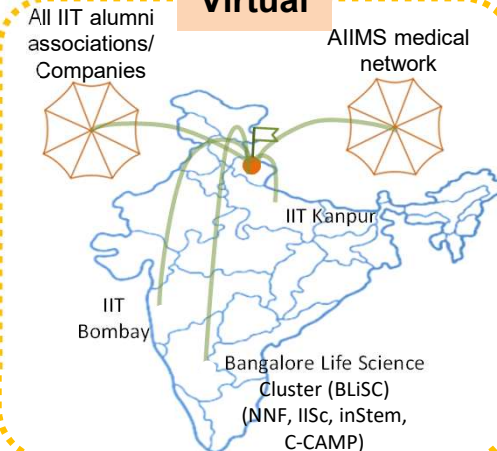 Virtual
All IIT alumni
associations/
Companies
AIIMS medical
network
IIT Kanpur
IIT
Bombay
Bangalore Life Science
Cluster (BLiSC)
(NNF, IISc, inStem,
C-CAMP)